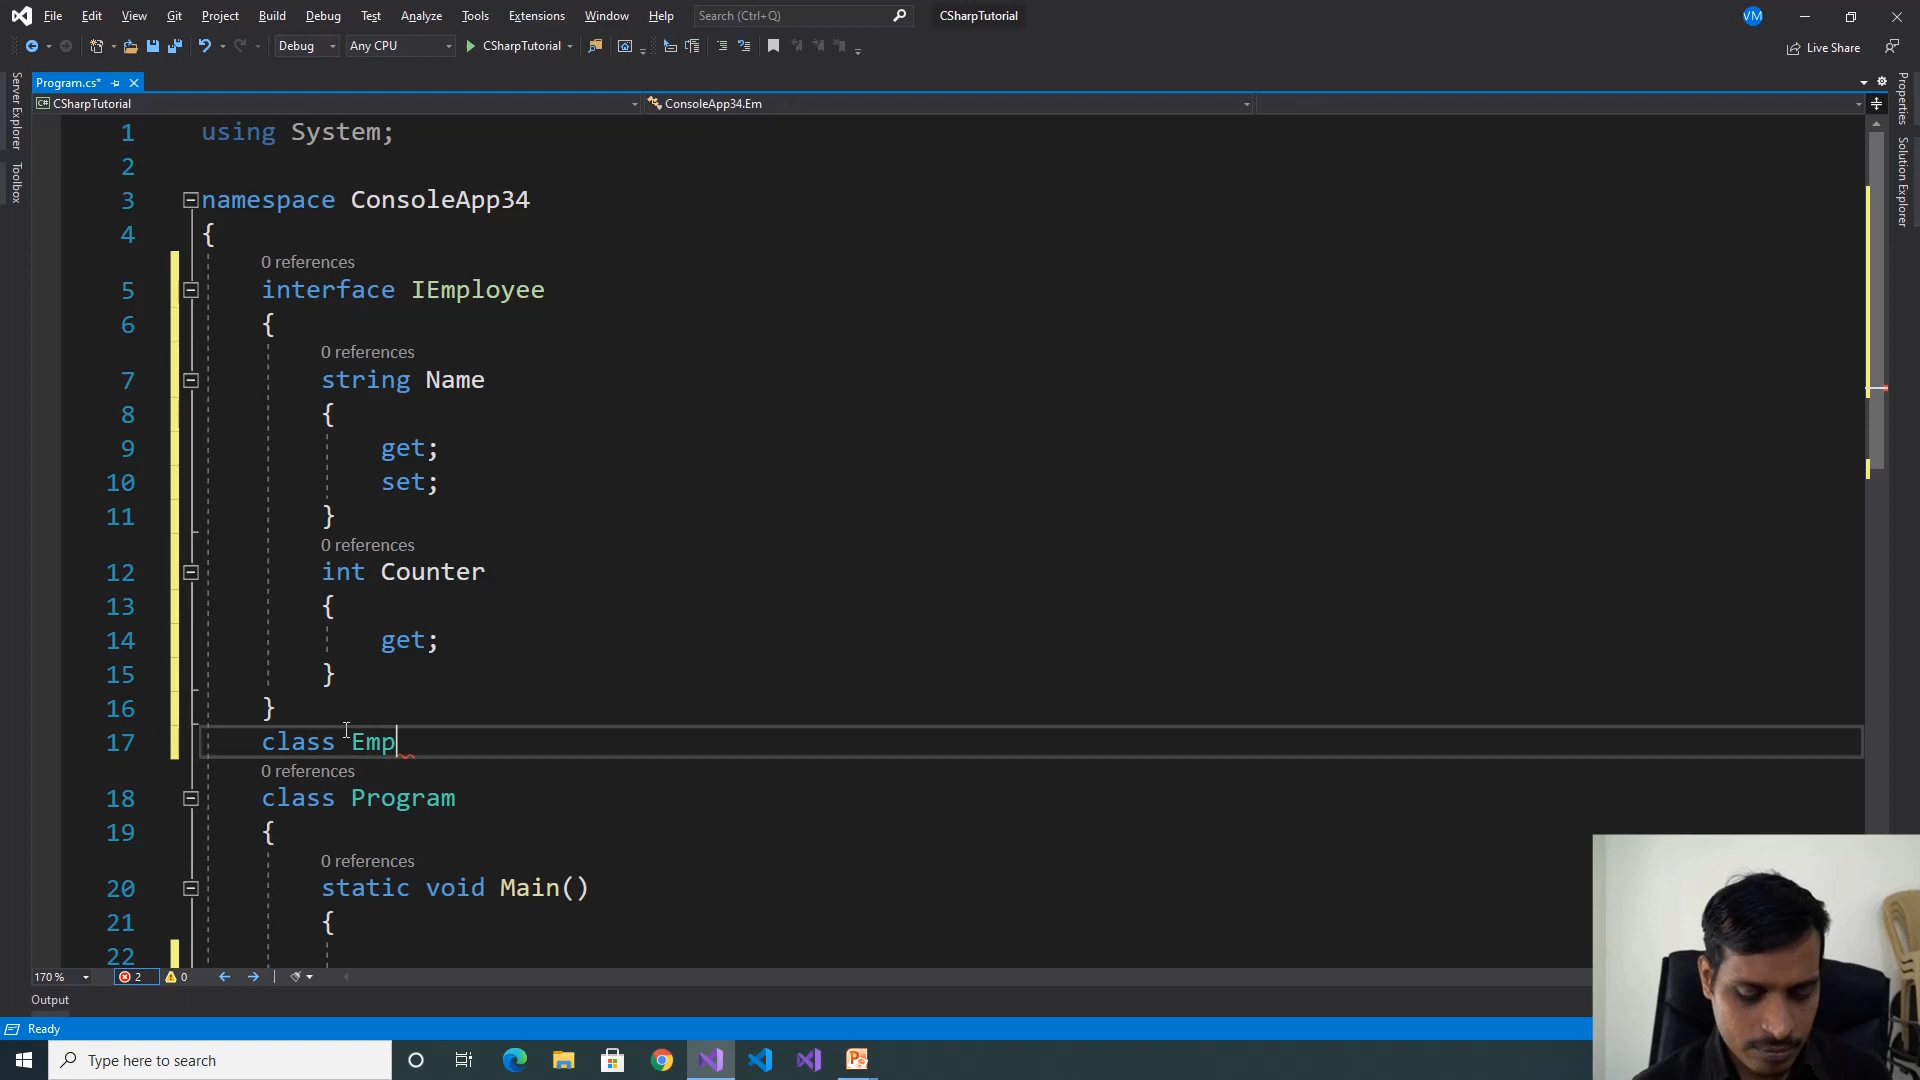 File Edit View Git Project Build Debug Test Analyze Tools Extensions Window Help Search (Ctrl+Q) CSharpTutorial VM
Debug Any CPU CSharpTutorial Live Share
Program.cs*
C# CSharpTutorial ConsoleApp34.Em
Server Explorer
Toolbox
Properties
Solution Explorer
1 using System;
2
3 namespace ConsoleApp34
4 {
0 references
5 interface IEmployee
6 {
0 references
7 string Name
8 {
9 get;
10 set;
11 }
0 references
12 int Counter
13 {
14 get;
15 }
16 }
17 class Emp
0 references
18 class Program
19 {
0 references
20 static void Main()
21 {
22
170 % 2 0
Output
Ready
Type here to search